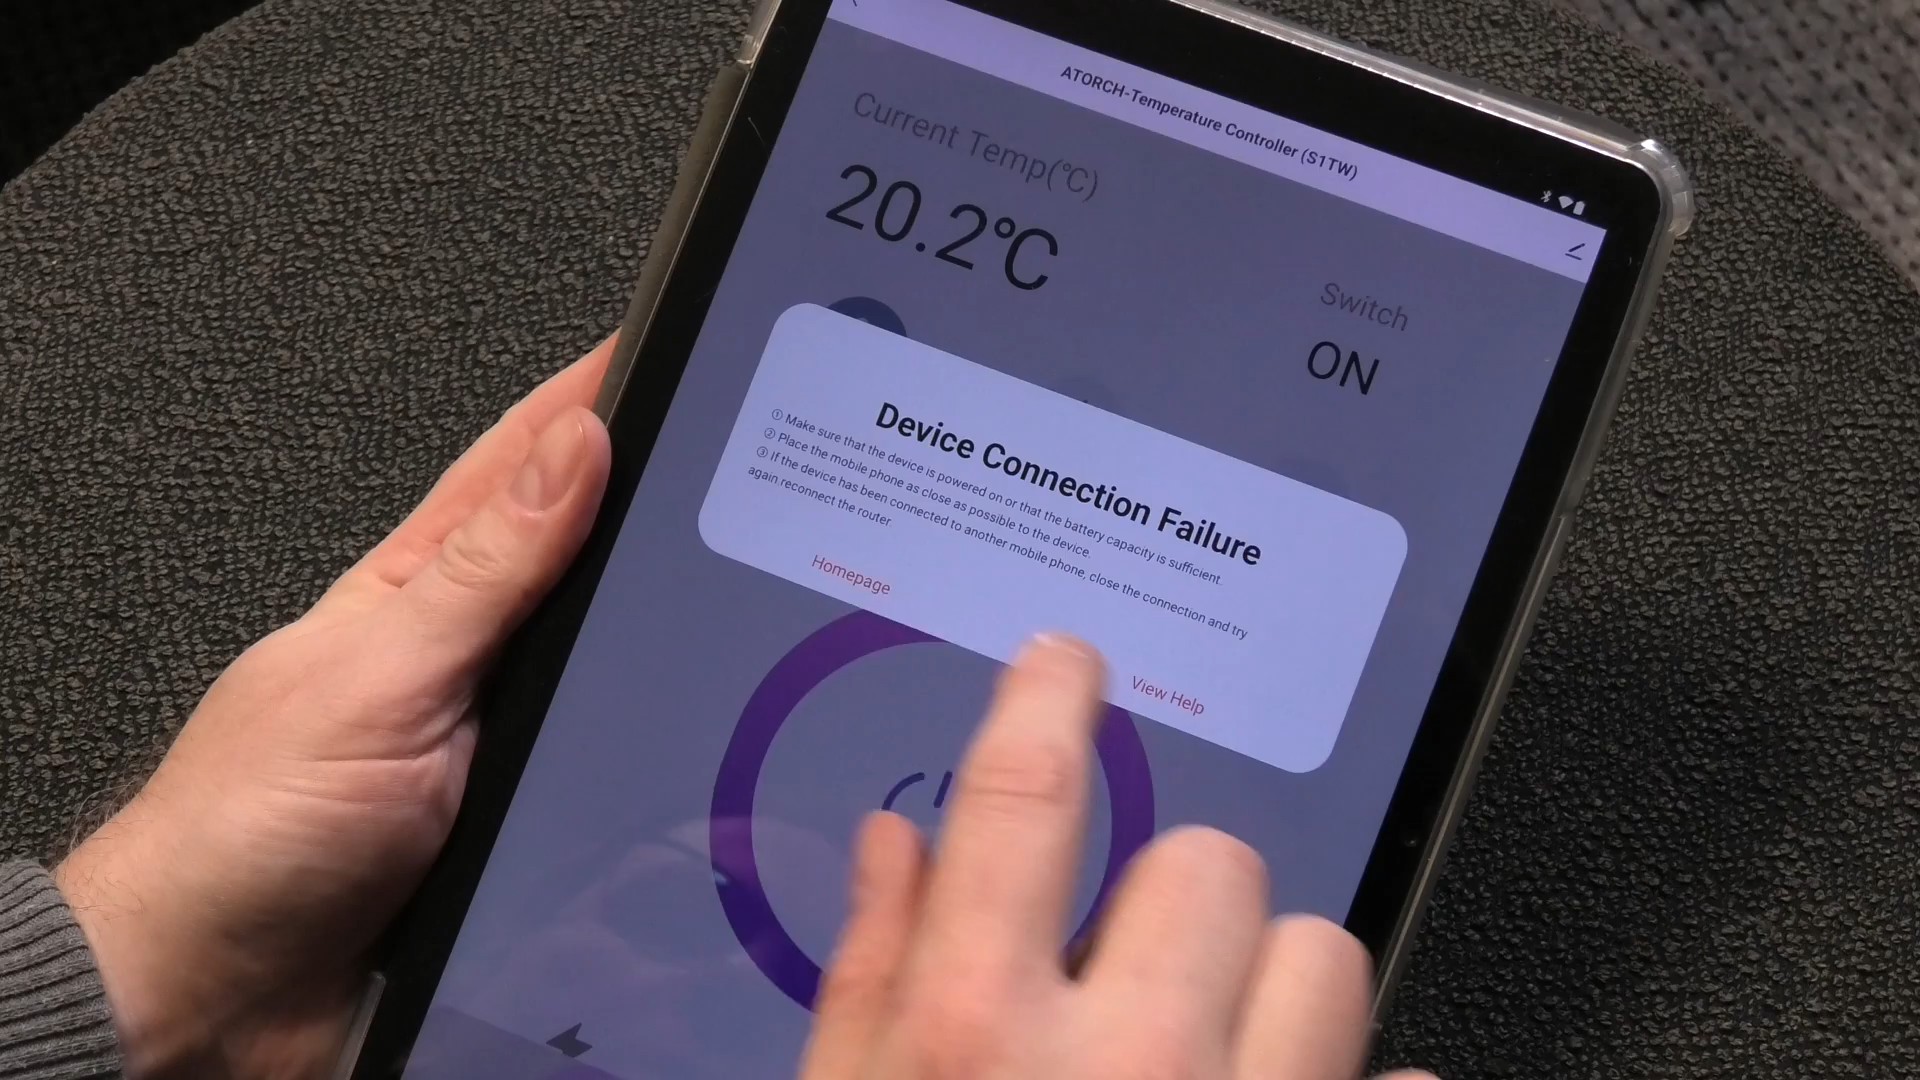 ATORCH-Temperature Controller (S1TW)
Current Temp(℃)
20.2℃
Switch
ON
Device Connection Failure
① Make sure that the device is powered on or that the battery capacity is sufficient.
② Place the mobile phone as close as possible to the device.
③ If the device has been connected to another mobile phone, close the connection and try
again.reconnect the router
Homepage
View Help